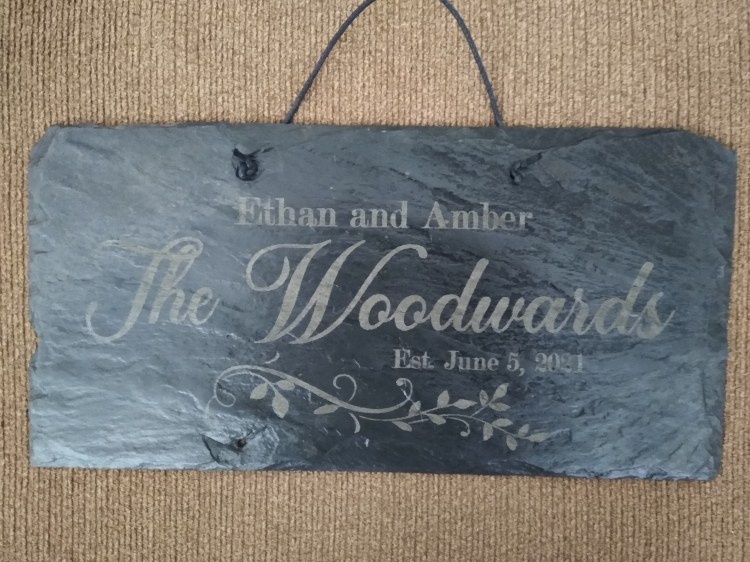 Ethan and Amber
The Woodwards
Est. June 5, 2021